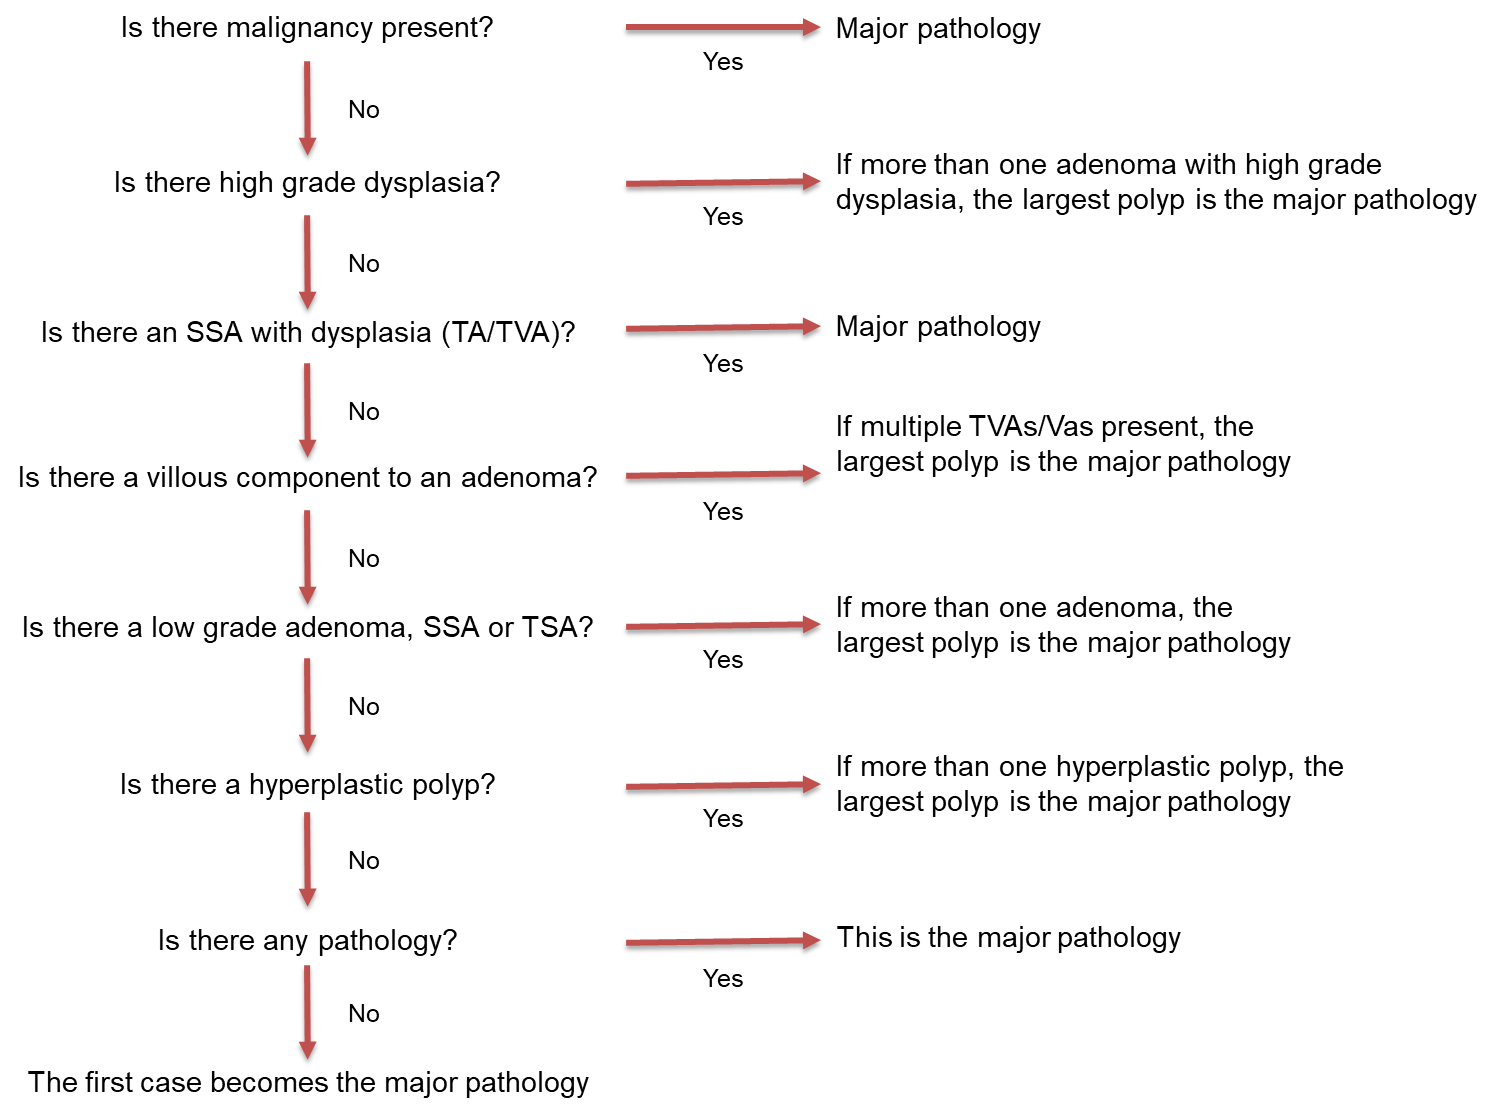 Is there malignancy present?
Yes
Major pathology
No
Is there high grade dysplasia?
Yes
If more than one adenoma with high grade
dysplasia, the largest polyp is the major pathology
No
Is there an SSA with dysplasia (TA/TVA)?
Yes
Major pathology
No
Is there a villous component to an adenoma?
Yes
If multiple TVAs/Vas present, the
largest polyp is the major pathology
No
Is there a low grade adenoma, SSA or TSA?
Yes
If more than one adenoma, the
largest polyp is the major pathology
No
Is there a hyperplastic polyp?
Yes
If more than one hyperplastic polyp, the
largest polyp is the major pathology
No
Is there any pathology?
Yes
This is the major pathology
No
The first case becomes the major pathology